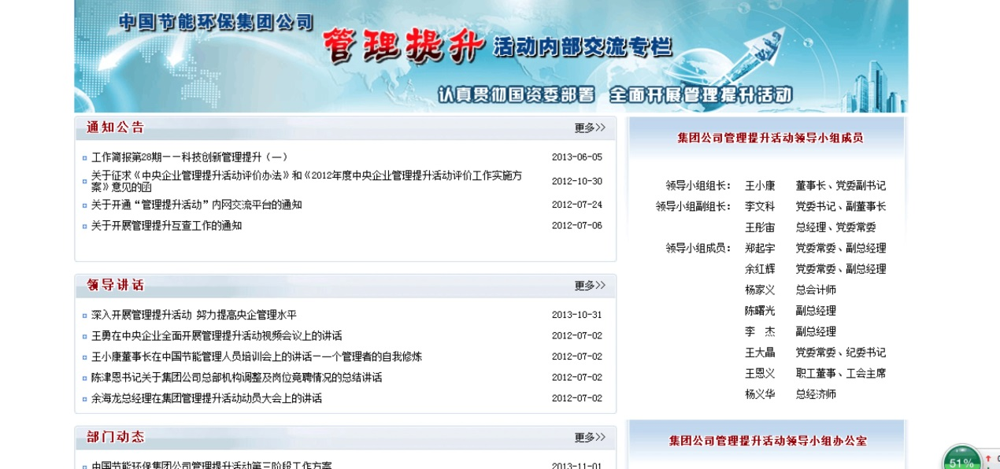 中国节能环保集团公司
管理提升 活动内部交流专栏
认真贯彻国资委部署 全面开展管理提升活动
通知公告 更多>>
工作简报第28期——科技创新管理提升（一） 2013-06-05
关于征求《中央企业管理提升活动评价办法》和《2012年度中央企业管理提升活动评价工作实施方
案》意见的函 2012-10-30
关于开通“管理提升活动”内网交流平台的通知 2012-07-24
关于开展管理提升互查工作的通知 2012-07-06
领导讲话 更多>>
深入开展管理提升活动 努力提高央企管理水平 2013-10-31
王勇在中央企业全面开展管理提升活动视频会议上的讲话 2012-07-02
王小康董事长在中国节能管理人员培训会上的讲话—一个管理者的自我修炼 2012-07-02
陈津恩书记关于集团公司总部机构调整及岗位竞聘情况的总结讲话 2012-07-02
余海龙总经理在集团管理提升活动动员大会上的讲话 2012-07-02
部门动态 更多>>
中国节能环保集团公司管理提升活动第三阶段工作方案 2013-11-01
集团公司管理提升活动领导小组成员
领导小组组长： 王小康 董事长、党委副书记
领导小组副组长： 李文科 党委书记、副董事长
王彤宙 总经理、党委常委
领导小组成员： 郑起宇 党委常委、副总经理
余红辉 党委常委、副总经理
杨家义 总会计师
陈曙光 副总经理
李 杰 副总经理
王大晶 党委常委、纪委书记
王恩义 职工董事、工会主席
杨义华 总经济师
集团公司管理提升活动领导小组办公室
51%